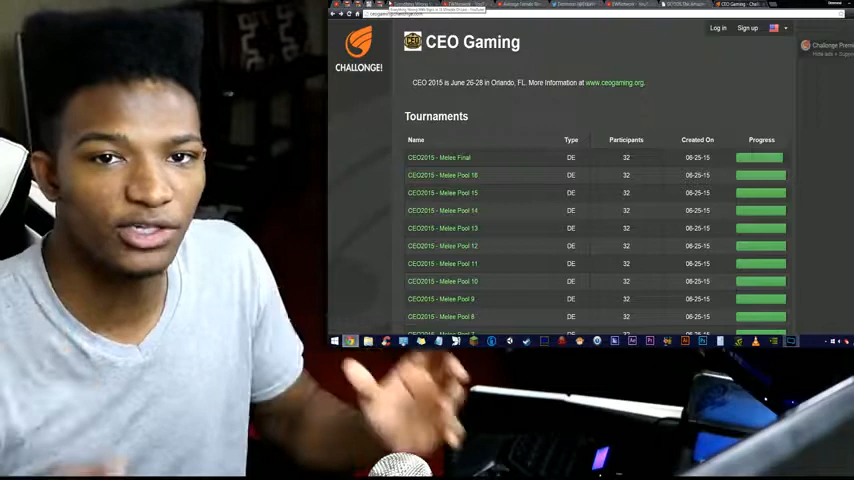 CHALLONGE!
CEO Gaming
Log in
Sign up
CEO 2015 is June 26-28 in Orlando, FL. More Information at www.ceogaming.org.
Tournaments
Name Type Participants Created On Progress
CEO2015 - Melee Final DE 32 06-25-15
CEO2015 - Melee Pool 16 DE 32 06-25-15
CEO2015 - Melee Pool 15 DE 32 06-25-15
CEO2015 - Melee Pool 14 DE 32 06-25-15
CEO2015 - Melee Pool 13 DE 32 06-25-15
CEO2015 - Melee Pool 12 DE 32 06-25-15
CEO2015 - Melee Pool 11 DE 32 06-25-15
CEO2015 - Melee Pool 10 DE 32 06-25-15
CEO2015 - Melee Pool 9 DE 32 06-25-15
CEO2015 - Melee Pool 8 DE 32 06-25-15